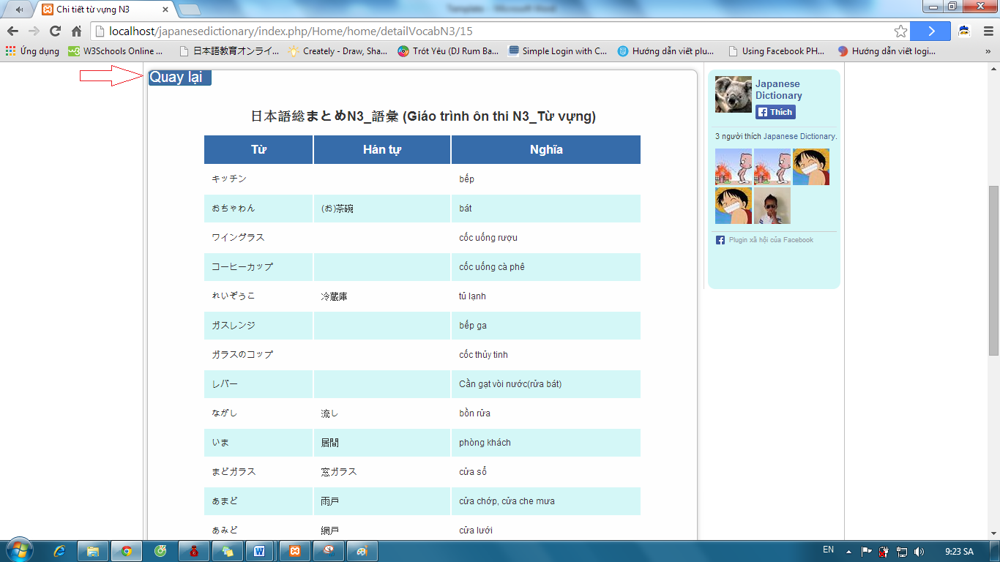 Chi tiết từ vựng N3
localhost/japanesedictionary/index.php/Home/home/detailVocabN3/15
Ứng dụng W3Schools Online ... 日本語教育オンライ... Creately - Draw, Sha... Trót Yêu (DJ Rum Ba... Simple Login with C... Hướng dẫn viết plu... Using Facebook PH... Hướng dẫn viết logi... »
Quay lại
日本語総まとめN3_語彙 (Giáo trình ôn thi N3_Từ vựng)
Từ Hán tự Nghĩa
キッチン bếp
おちゃわん (お)茶碗 bát
ワイングラス cốc uống rượu
コーヒーカップ cốc uống cà phê
れいぞうこ 冷蔵庫 tủ lạnh
ガスレンジ bếp ga
ガラスのコップ cốc thủy tinh
レバー Cần gạt vòi nước(rửa bát)
ながし 流し bồn rửa
いま 居間 phòng khách
まどガラス 窓ガラス cửa sổ
あまど 雨戸 cửa chớp, cửa che mưa
あみど 網戸 cửa lưới
Japanese
Dictionary
Thích
3 người thích Japanese Dictionary.
Plugin xã hội của Facebook
EN 9:23 SA